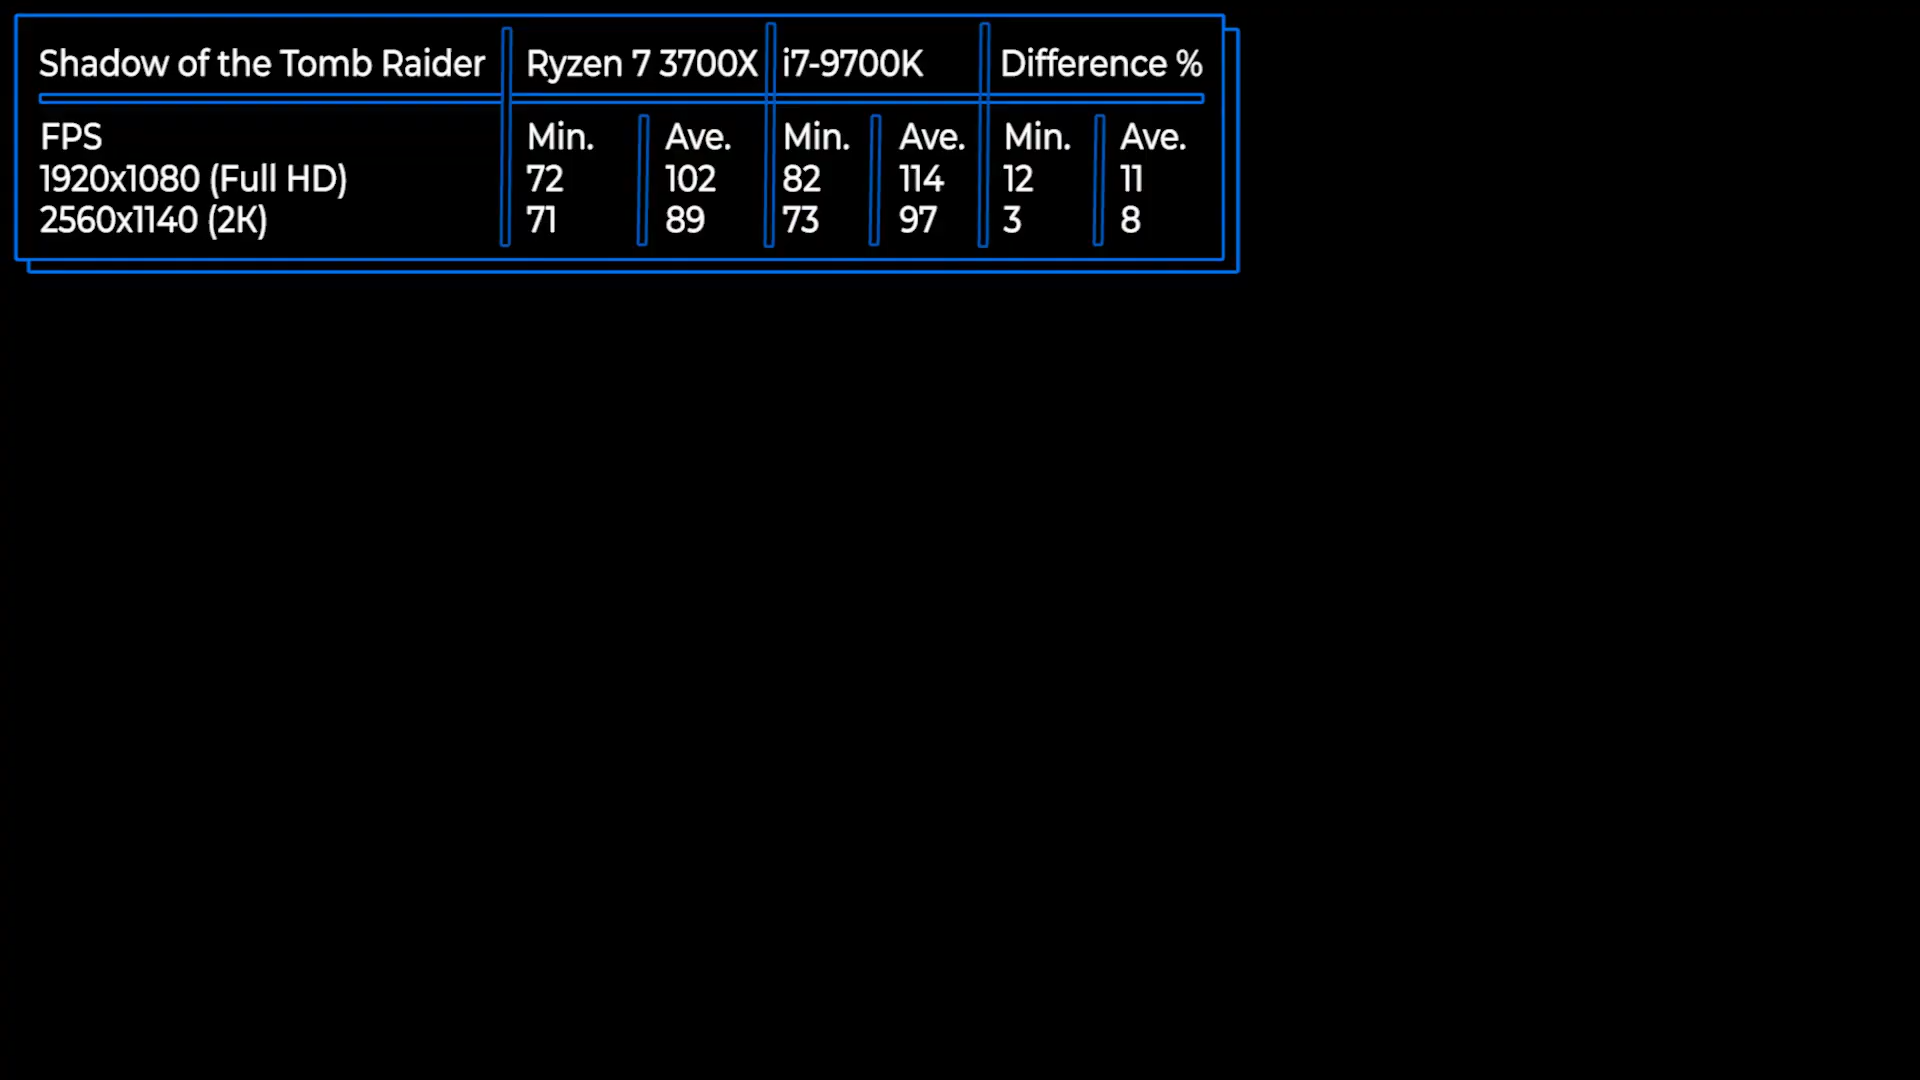 Shadow of the Tomb Raider Ryzen 7 3700X i7-9700K Difference %
FPS Min. Ave. Min. Ave. Min. Ave.
1920x1080 (Full HD) 72 102 82 114 12 11
2560x1140 (2K) 71 89 73 97 3 8